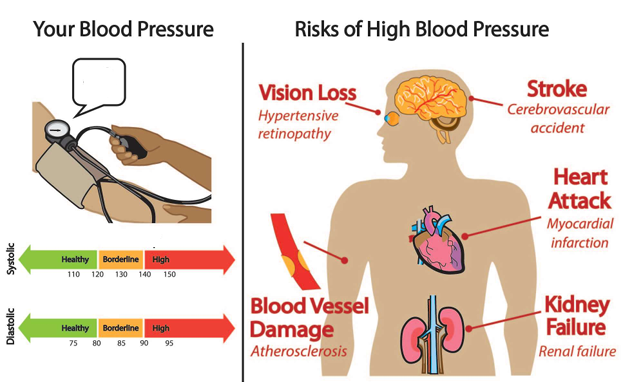 Your Blood Pressure
Systolic
Healthy Borderline High
110 120 130 140 150
Diastolic
Healthy Borderline High
75 80 85 90 95
Risks of High Blood Pressure
Vision Loss
Hypertensive
retinopathy
Stroke
Cerebrovascular
accident
Heart
Attack
Myocardial
infarction
Blood Vessel
Damage
Atherosclerosis
Kidney
Failure
Renal failure